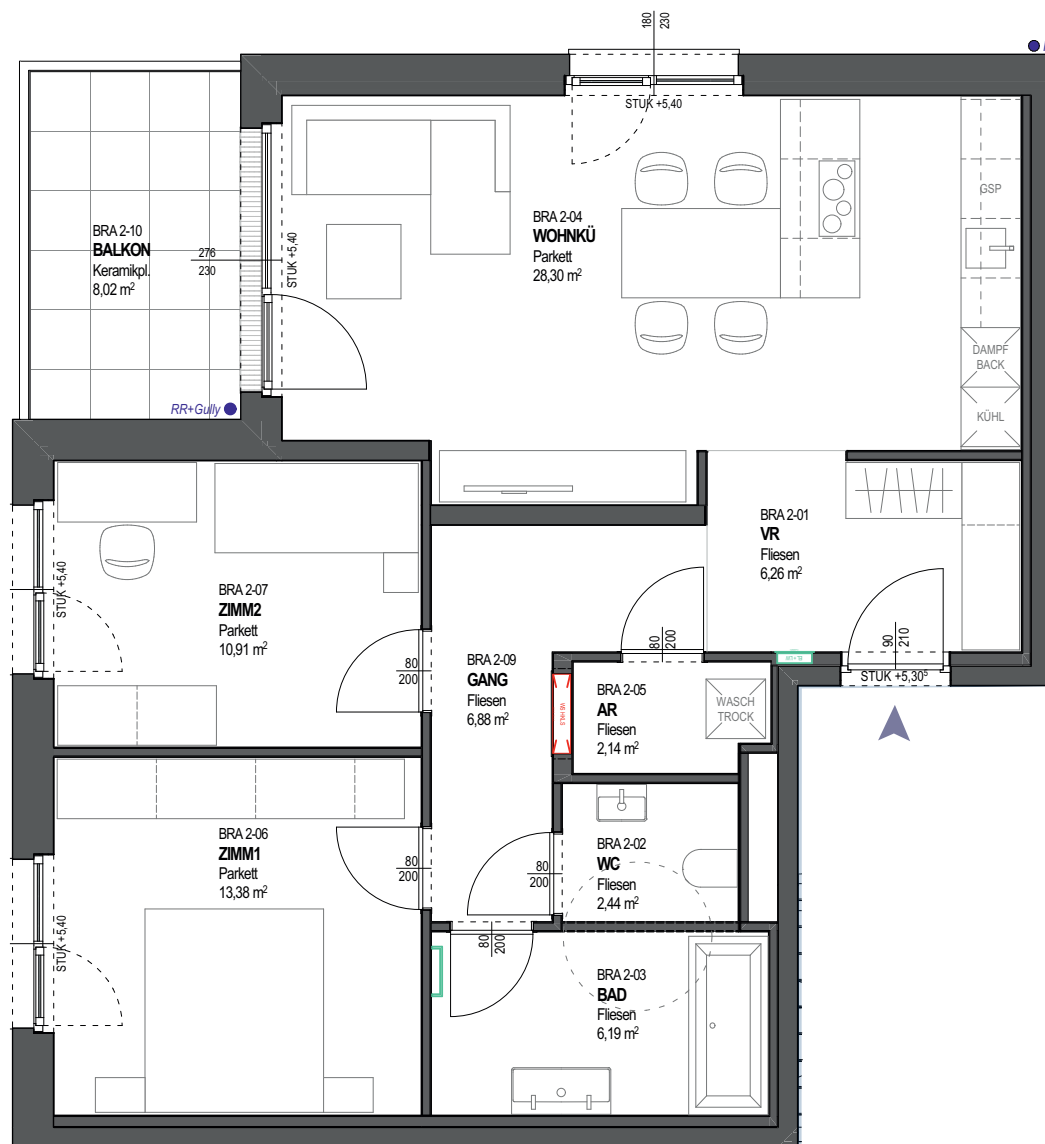 180
230
STUK +5,40
BRA 2-10
BALKON
Keramikpl.
8,02 m²
276
230
STUK +5,40
BRA 2-04
WOHNKÜ
Parkett
28,30 m²
GSP
DAMPF
BACK
KÜHL
RR+Gully
BRA 2-01
VR
Fliesen
6,26 m²
STUK +5,40
BRA 2-07
ZIMM2
Parkett
10,91 m²
80
200
80
200
90
210
STUK +5,30⁵
BRA 2-09
GANG
Fliesen
6,88 m²
BRA 2-05
AR
Fliesen
2,14 m²
WASCH
TROCK
BRA 2-06
ZIMM1
Parkett
13,38 m²
80
200
80
200
BRA 2-02
WC
Fliesen
2,44 m²
STUK +5,40
80
200
BRA 2-03
BAD
Fliesen
6,19 m²